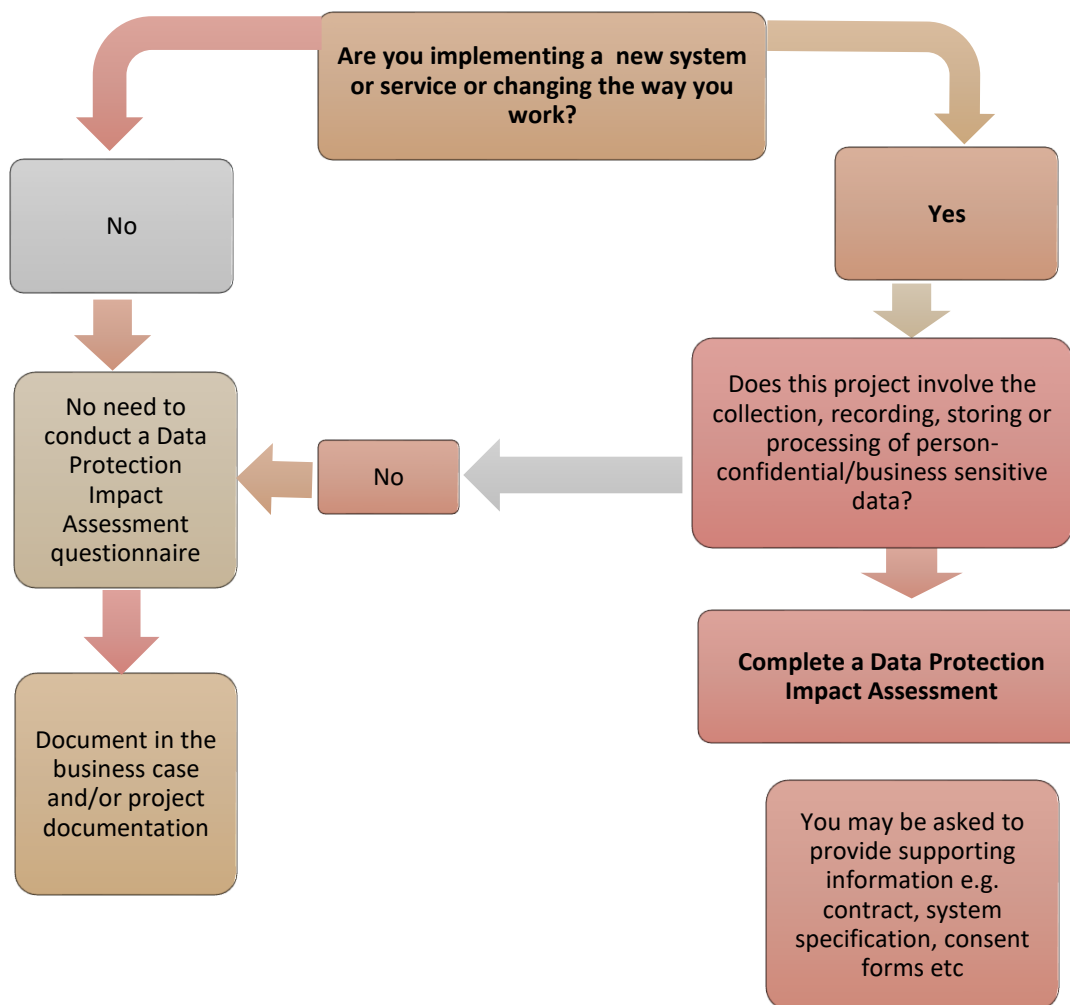 Are you implementing a  new system
or service or changing the way you
work?
No
Yes
No need to
conduct a Data
Protection
Impact
Assessment
questionnaire
No
Does this project involve the
collection, recording, storing or
processing of person-
confidential/business sensitive
data?
Complete a Data Protection
Impact Assessment
Document in the
business case
and/or project
documentation
You may be asked to
provide supporting
information e.g.
contract, system
specification, consent
forms etc